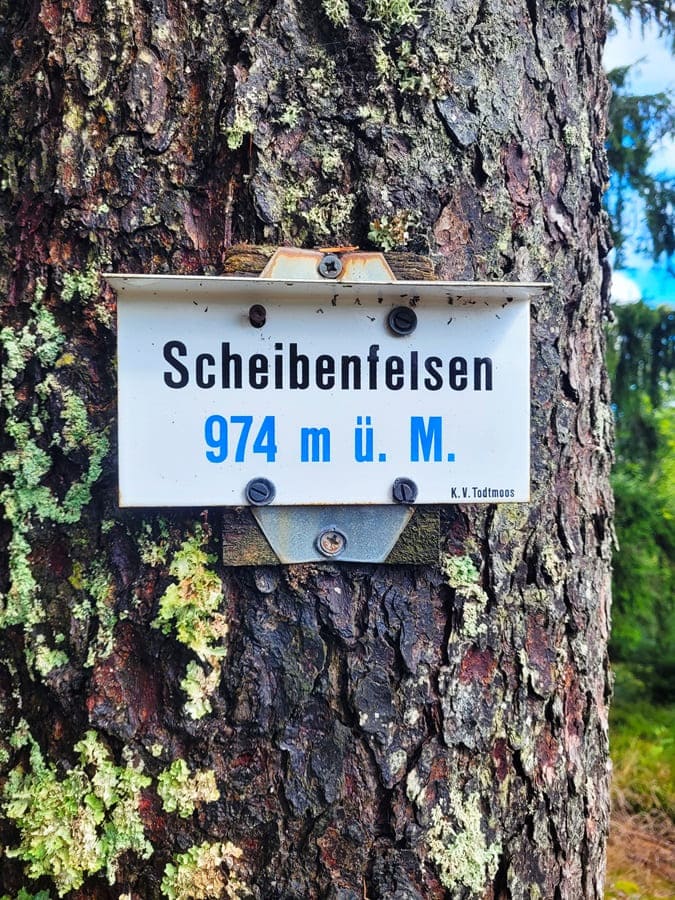 Scheibenfelsen
974 m ü. M.
K. V. Todtmoos